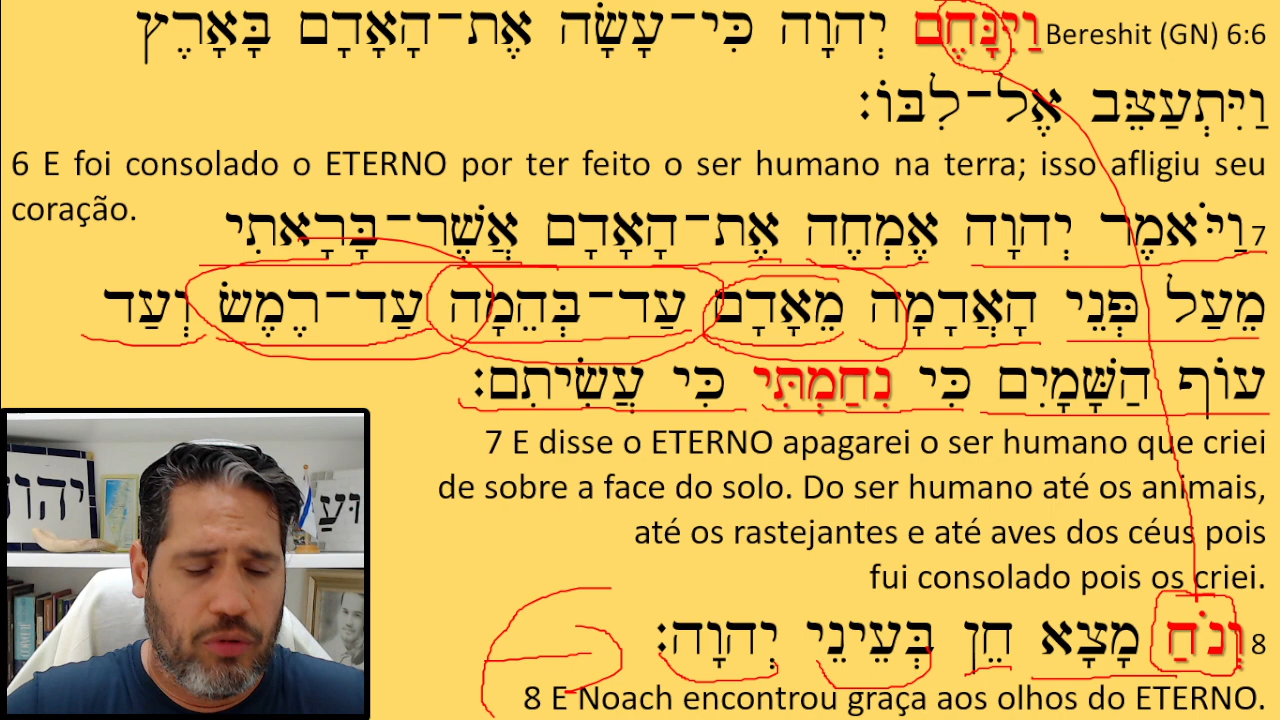 Bereshit (GN) 6:6 וַיִּנָּחֶם יְהוָה כִּי־עָשָׂה אֶת־הָאָדָם בָּאָרֶץ
וַיִּתְעַצֵּב אֶל־לִבּוֹ:
6 E foi consolado o ETERNO por ter feito o ser humano na terra; isso afligiu seu
coração.
7 וַיֹּאמֶר יְהוָה אֶמְחֶה אֶת־הָאָדָם אֲשֶׁר־בָּרָאתִי
מֵעַל פְּנֵי הָאֲדָמָה מֵאָדָם עַד־בְּהֵמָה עַד־רֶמֶשׂ וְעַד
עוֹף הַשָּׁמָיִם כִּי נִחַמְתִּי כִּי עֲשִׂיתִם:
7 E disse o ETERNO apagarei o ser humano que criei
de sobre a face do solo. Do ser humano até os animais,
até os rastejantes e até aves dos céus pois
fui consolado pois os criei.
8 וְנֹחַ מָצָא חֵן בְּעֵינֵי יְהוָה:
8 E Noach encontrou graça aos olhos do ETERNO.